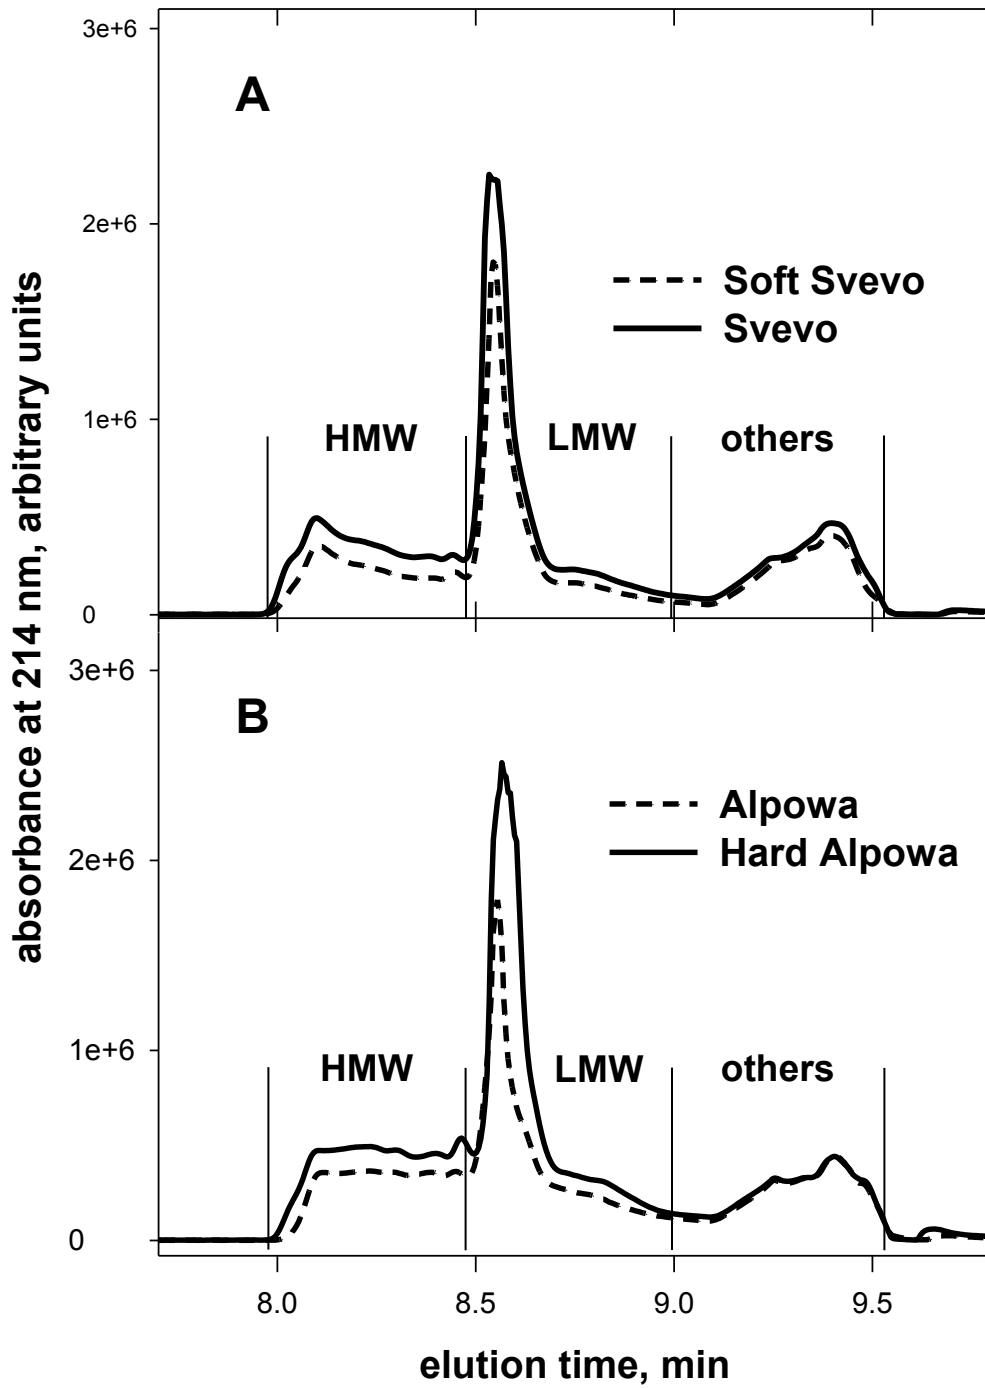 absorbance at 214 nm, arbitrary units
3e+6
A
2e+6
Soft Svevo
Svevo
1e+6
HMW
LMW
others
0
3e+6
B
2e+6
Alpowa
Hard Alpowa
1e+6
HMW
LMW
others
0
8.0 8.5 9.0 9.5
elution time, min